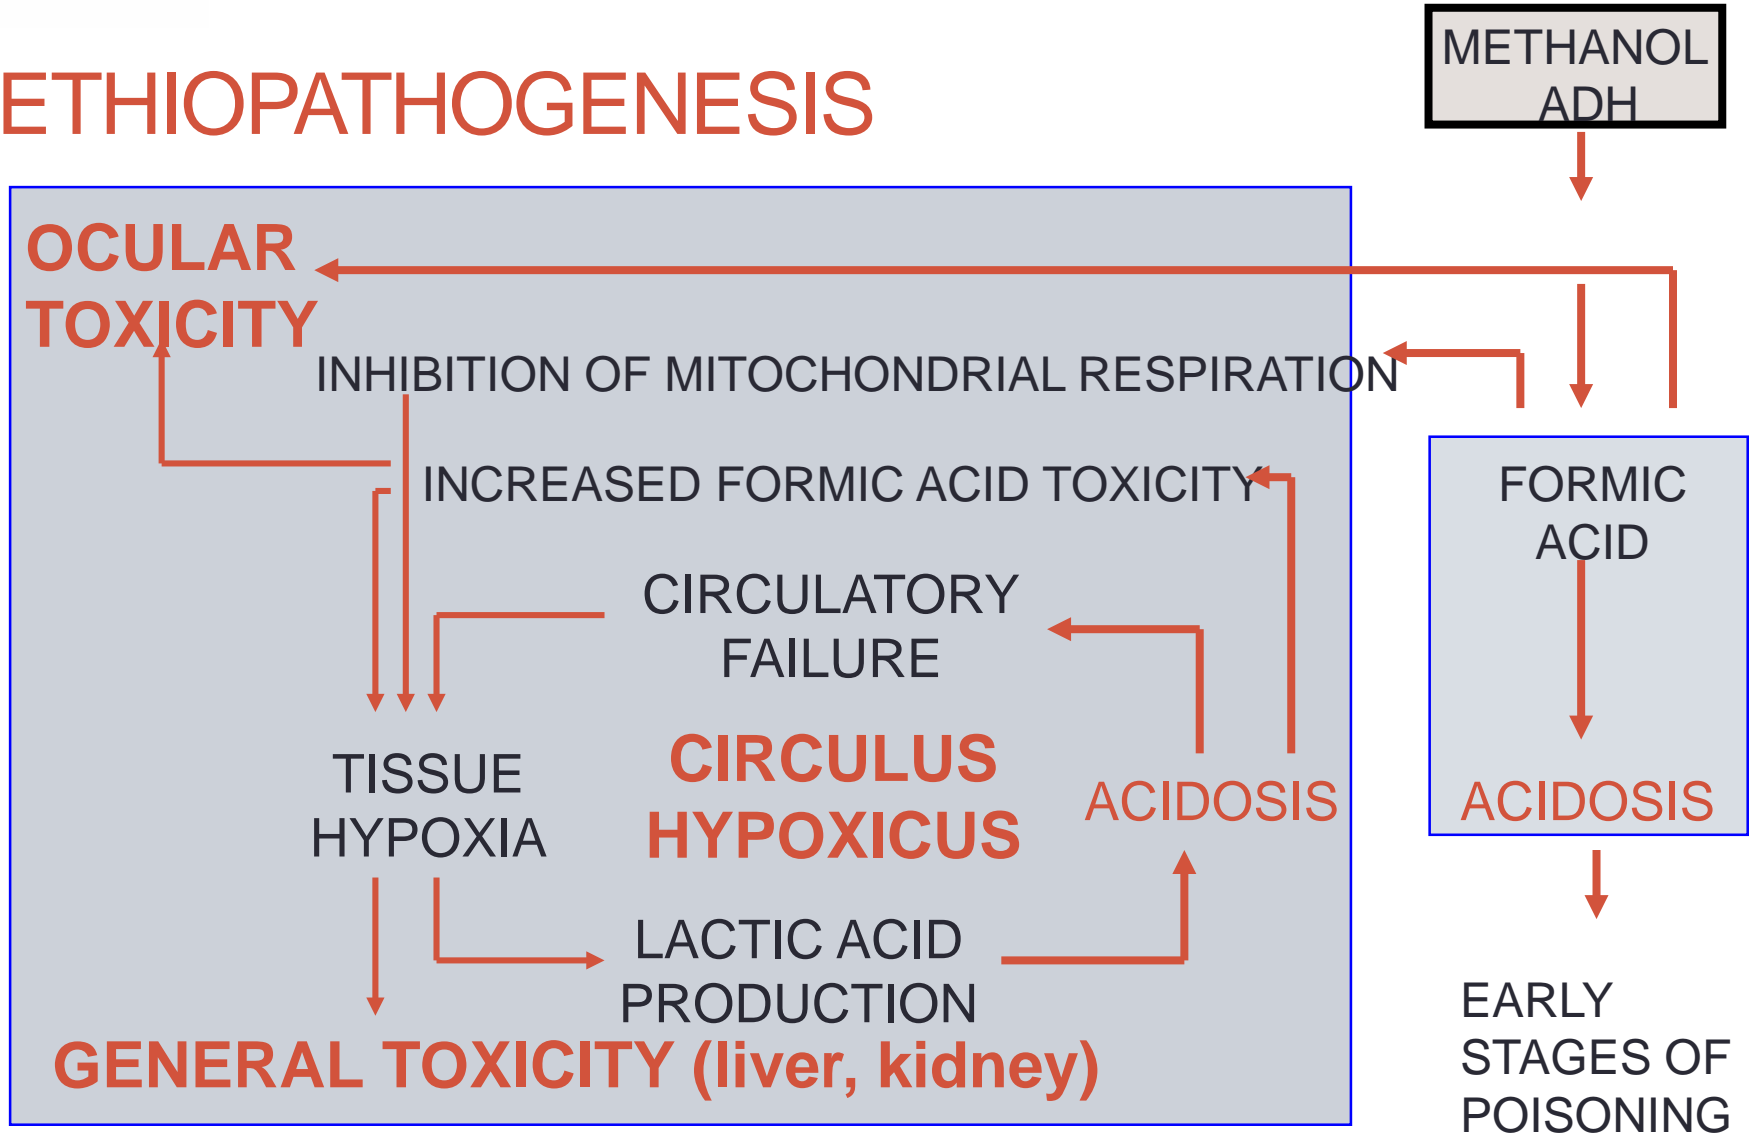 ETHIOPATHOGENESIS
METHANOL
ADH
OCULAR
TOXICITY
INHIBITION OF MITOCHONDRIAL RESPIRATION
INCREASED FORMIC ACID TOXICITY
FORMIC
ACID
CIRCULATORY
FAILURE
TISSUE
HYPOXIA
CIRCULUS
HYPOXICUS
ACIDOSIS
ACIDOSIS
LACTIC ACID
PRODUCTION
GENERAL TOXICITY (liver, kidney)
EARLY
STAGES OF
POISONING